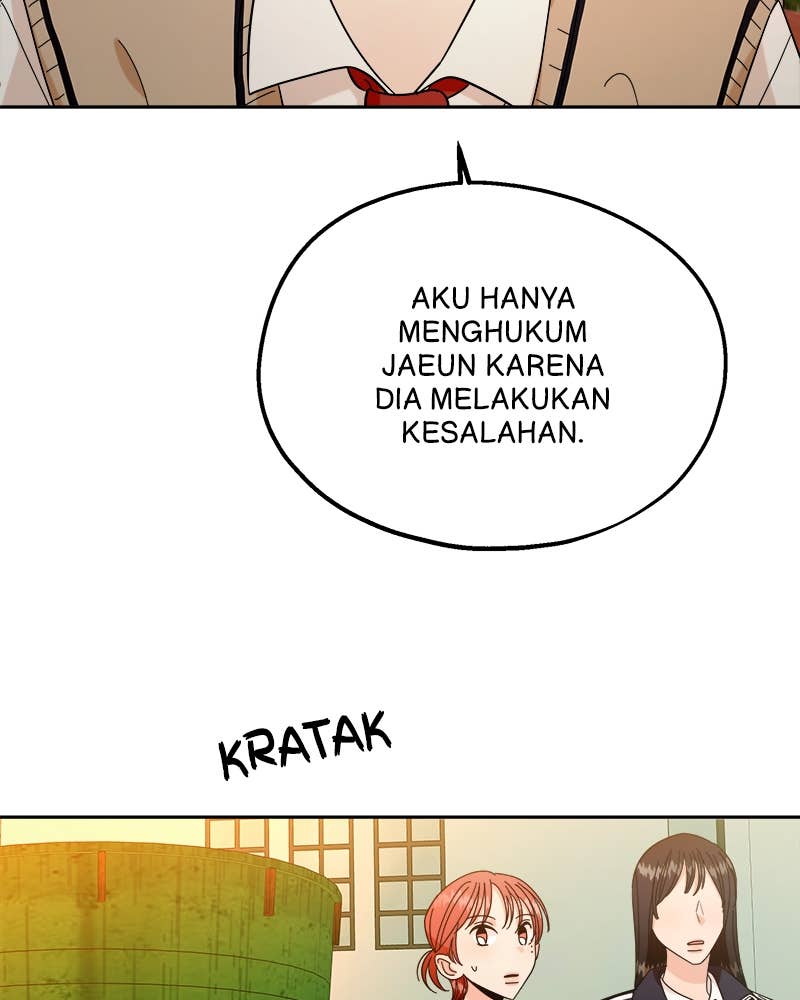 AKU HANYA
MENGHUKUM
JAEUN KARENA
DIA MELAKUKAN
KESALAHAN.
KRATAK